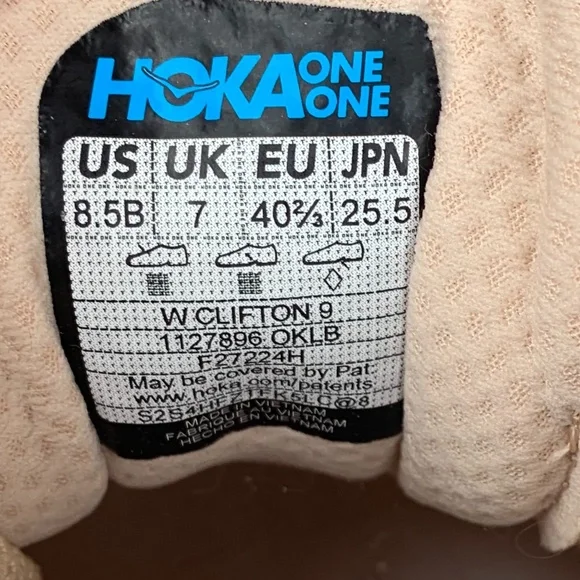 HOKA ONE ONE
US UK EU JPN
8.5B 7 40⅔ 25.5
W CLIFTON 9
1127896 OKLB
F27224H
May be covered by Pat.
www.hoka.com/patents
MADE IN VIETNAM
FABRIQUÉ AU VIETNAM
HECHO EN VIETNAM